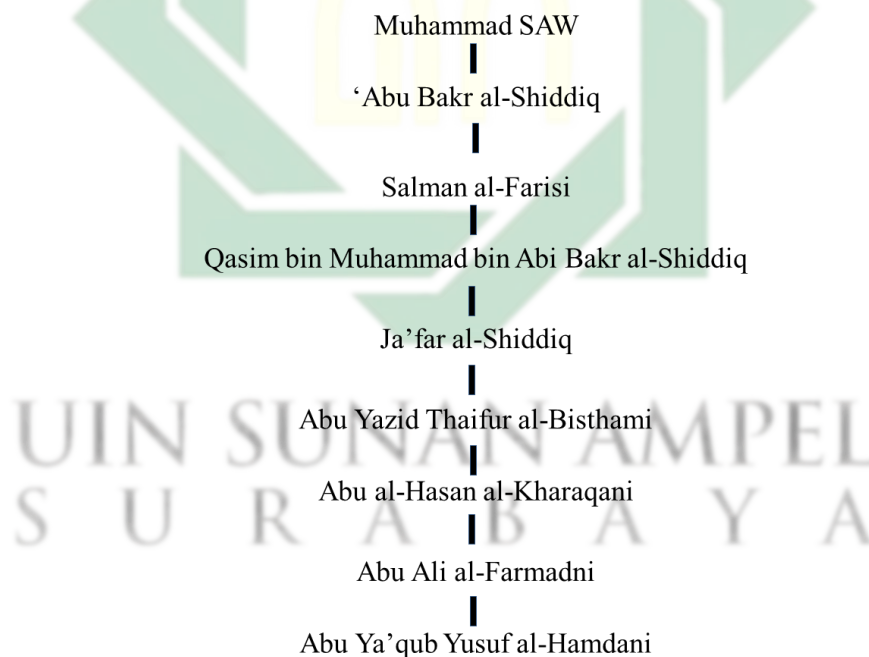 Muhammad SAW
‘Abu Bakr al-Shiddiq
Salman al-Farisi
Qasim bin Muhammad bin Abi Bakr al-Shiddiq
Ja’far al-Shiddiq
UIN SUNAN AMPEL
Abu Yazid Thaifur al-Bisthami
Abu al-Hasan al-Kharaqani
SURABAYA
Abu Ali al-Farmadni
Abu Ya’qub Yusuf al-Hamdani